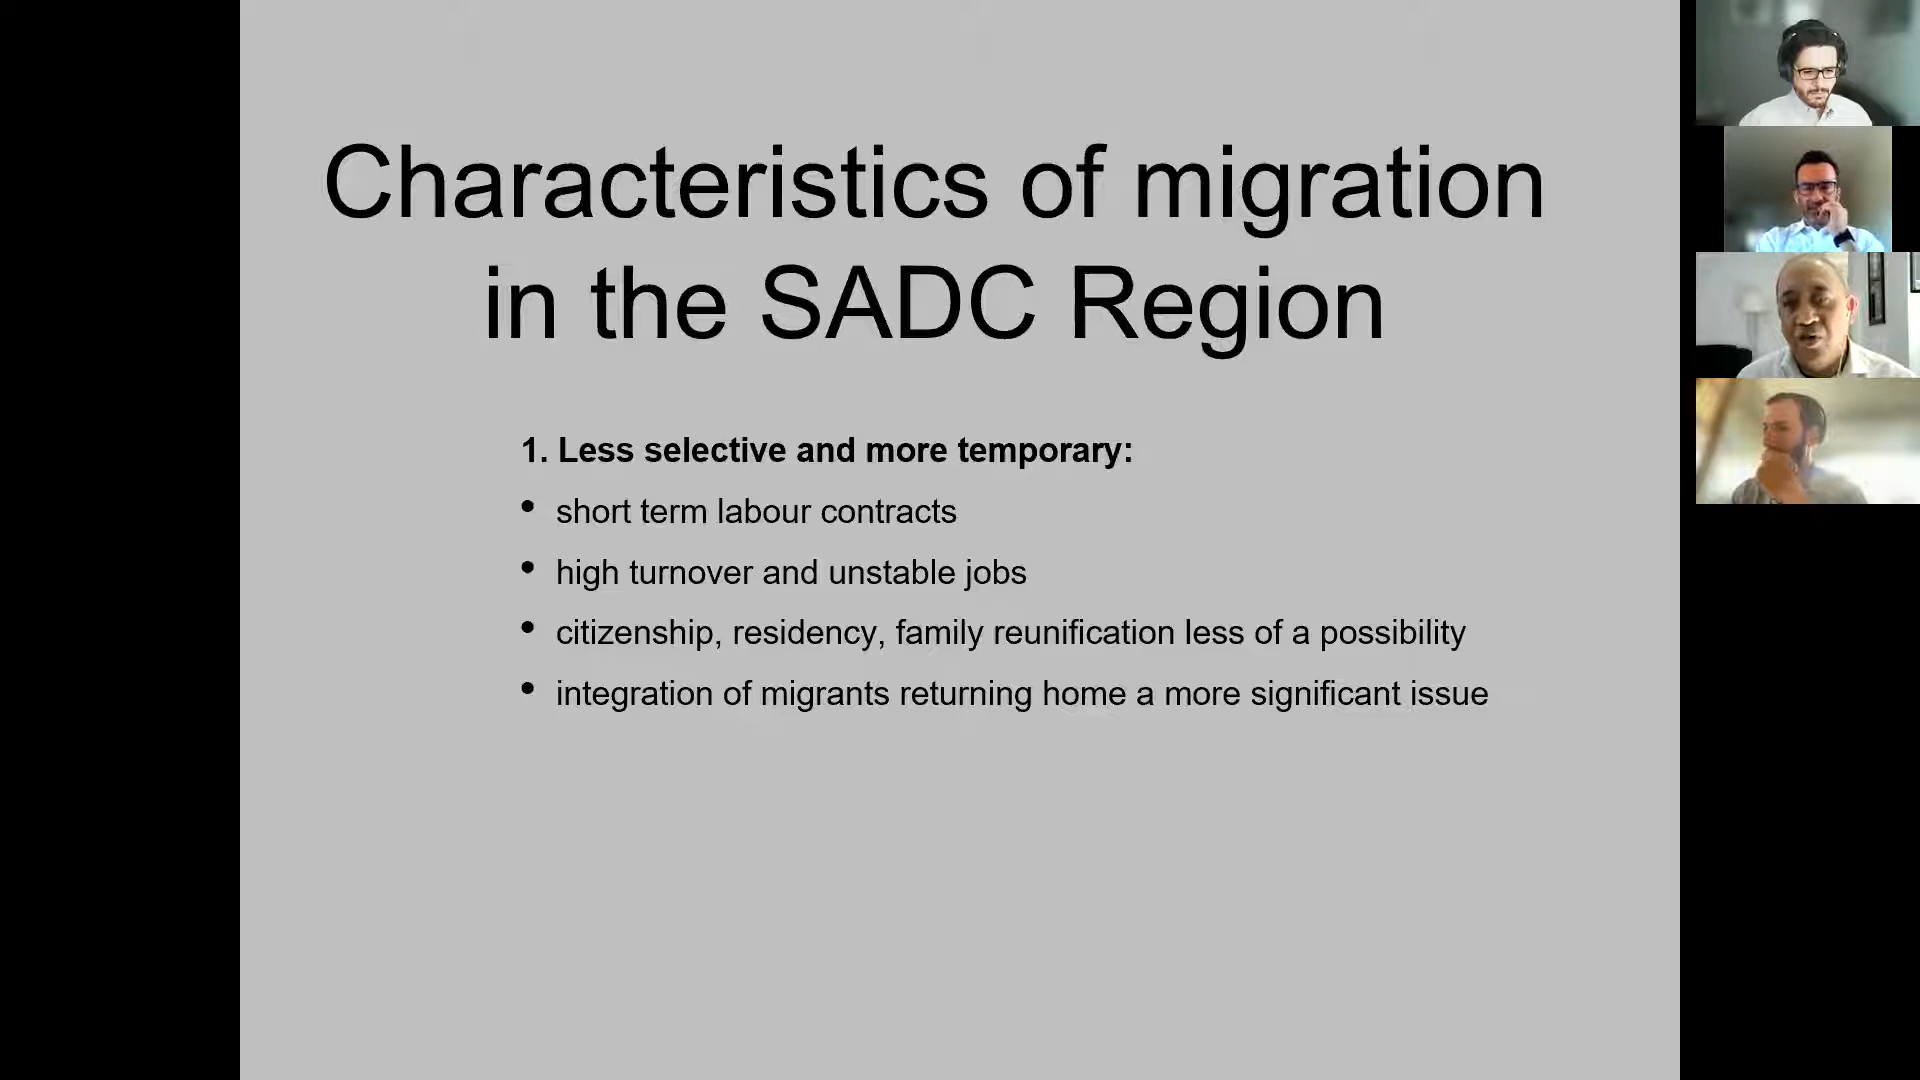 Characteristics of migration
in the SADC Region
1. Less selective and more temporary:
• short term labour contracts
• high turnover and unstable jobs
• citizenship, residency, family reunification less of a possibility
• integration of migrants returning home a more significant issue